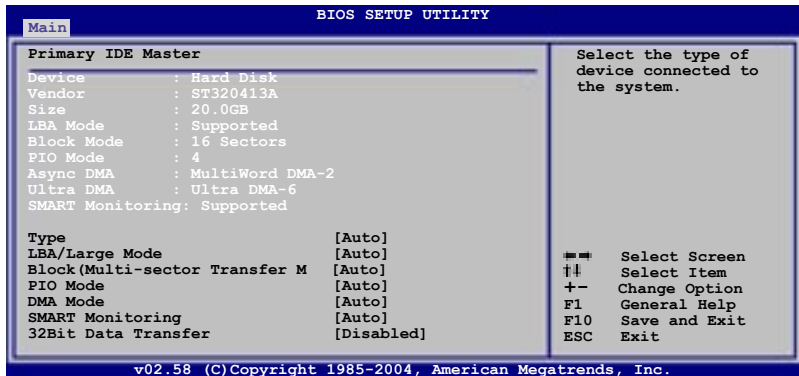 BIOS SETUP UTILITY
Main
Primary IDE Master
Device : Hard Disk
Vendor : ST320413A
Size : 20.0GB
LBA Mode : Supported
Block Mode : 16 Sectors
PIO Mode : 4
Async DMA : MultiWord DMA-2
Ultra DMA : Ultra DMA-6
SMART Monitoring: Supported
Type [Auto]
LBA/Large Mode [Auto]
Block(Multi-sector Transfer M [Auto]
PIO Mode [Auto]
DMA Mode [Auto]
SMART Monitoring [Auto]
32Bit Data Transfer [Disabled]
Select the type of
device connected to
the system.
←→ Select Screen
↑↓ Select Item
+- Change Option
F1 General Help
F10 Save and Exit
ESC Exit
v02.58 (C)Copyright 1985-2004, American Megatrends, Inc.